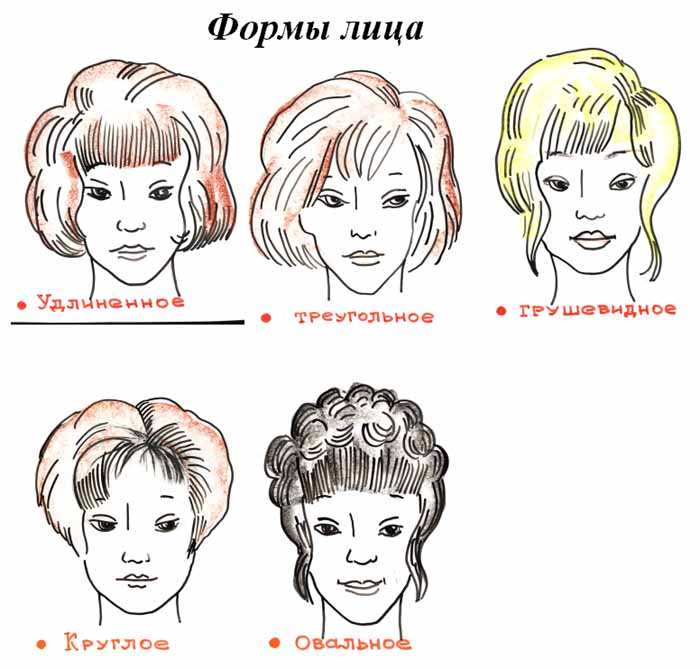 Формы лица
Удлиненное
треугольное
грушевидное
Круглое
Овальное